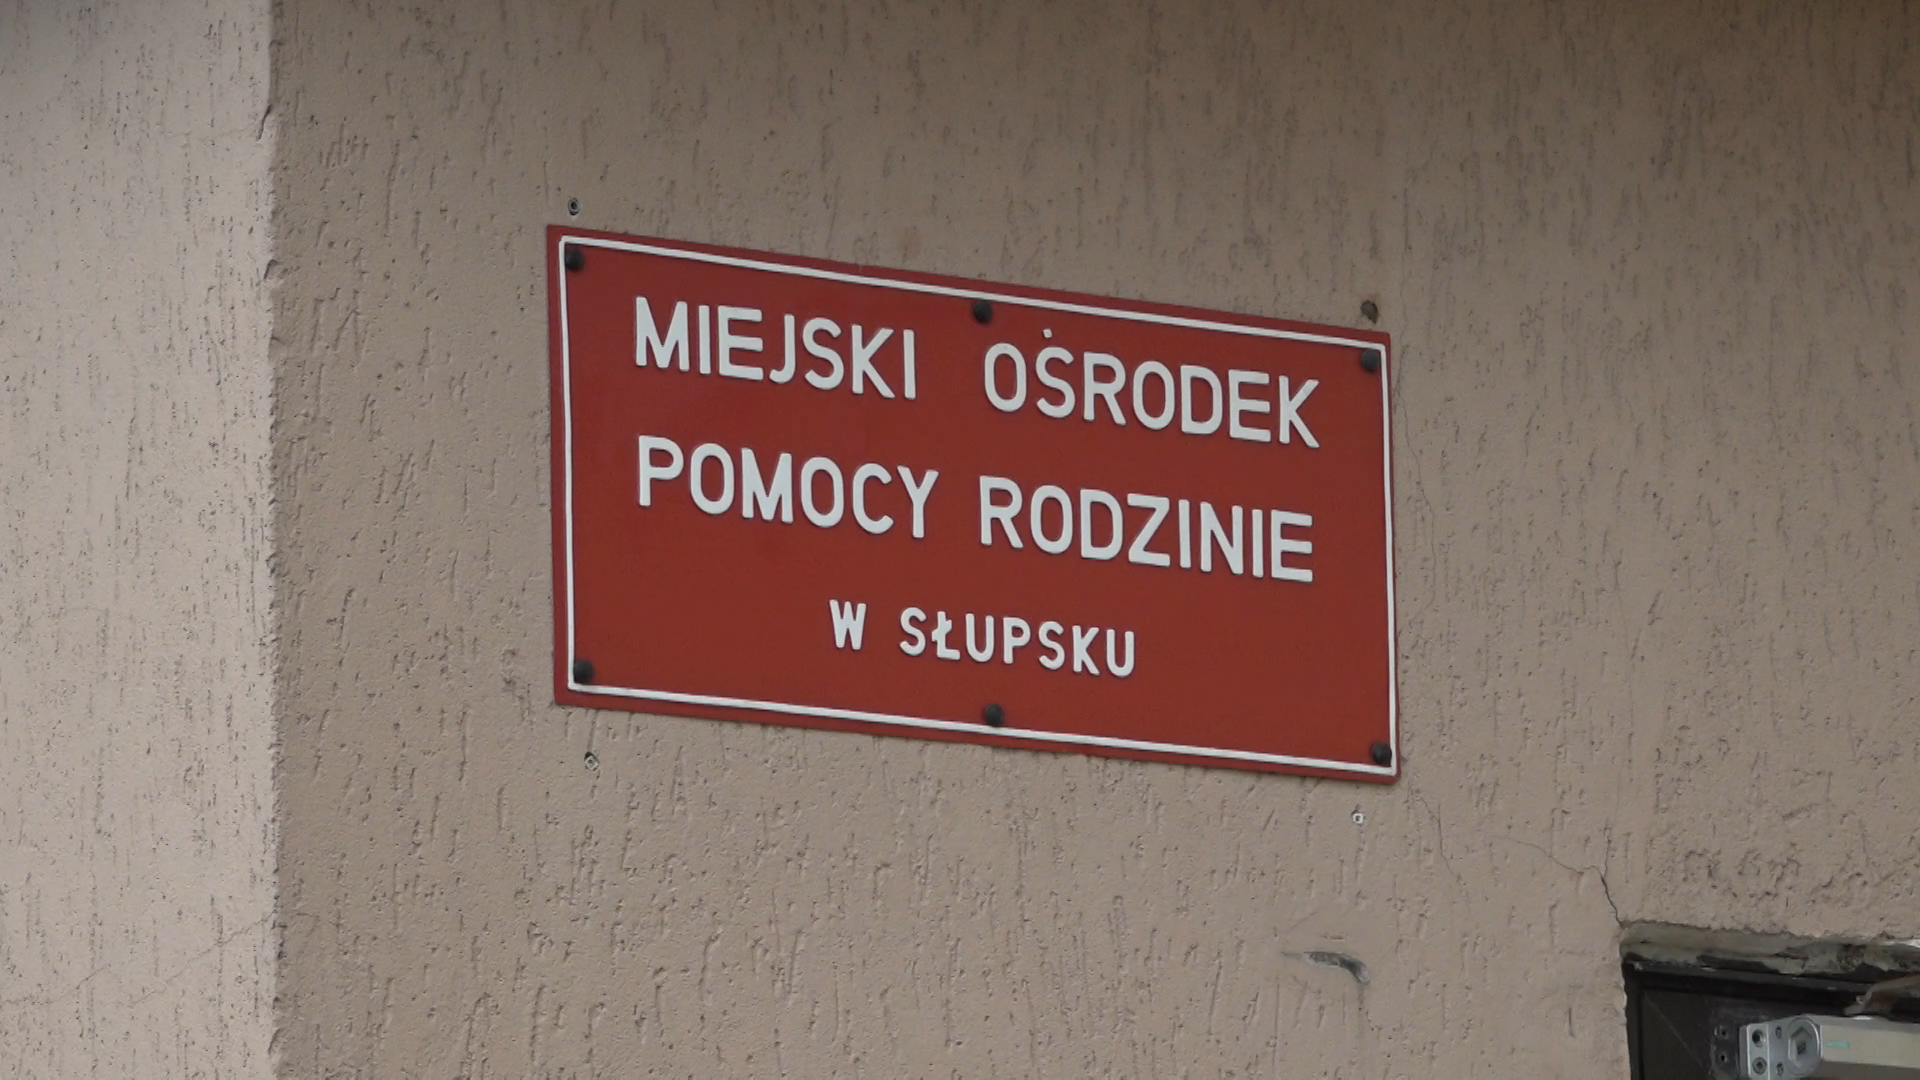 MIEJSKI OŚRODEK
POMOCY RODZINIE
W SŁUPSKU